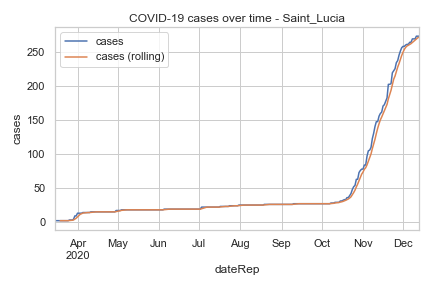 COVID-19 cases over time - Saint_Lucia
cases
cases (rolling)
250
200
150
100
50
0
cases
Apr May Jun Jul Aug Sep Oct Nov Dec
2020
dateRep